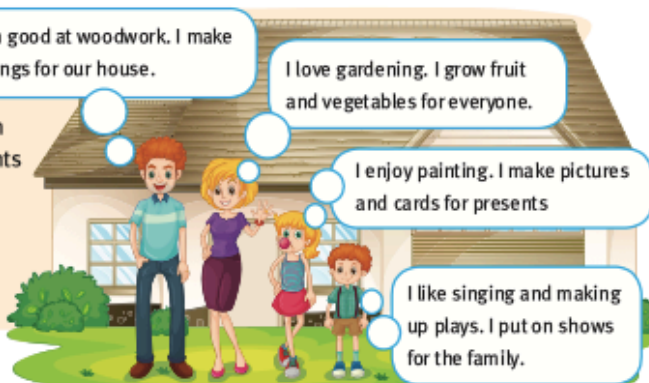 good at woodwork. I make
for our house.
I love gardening. I grow fruit
and vegetables for everyone.
I enjoy painting. I make pictures
and cards for presents
I like singing and making
up plays. I put on shows
for the family.